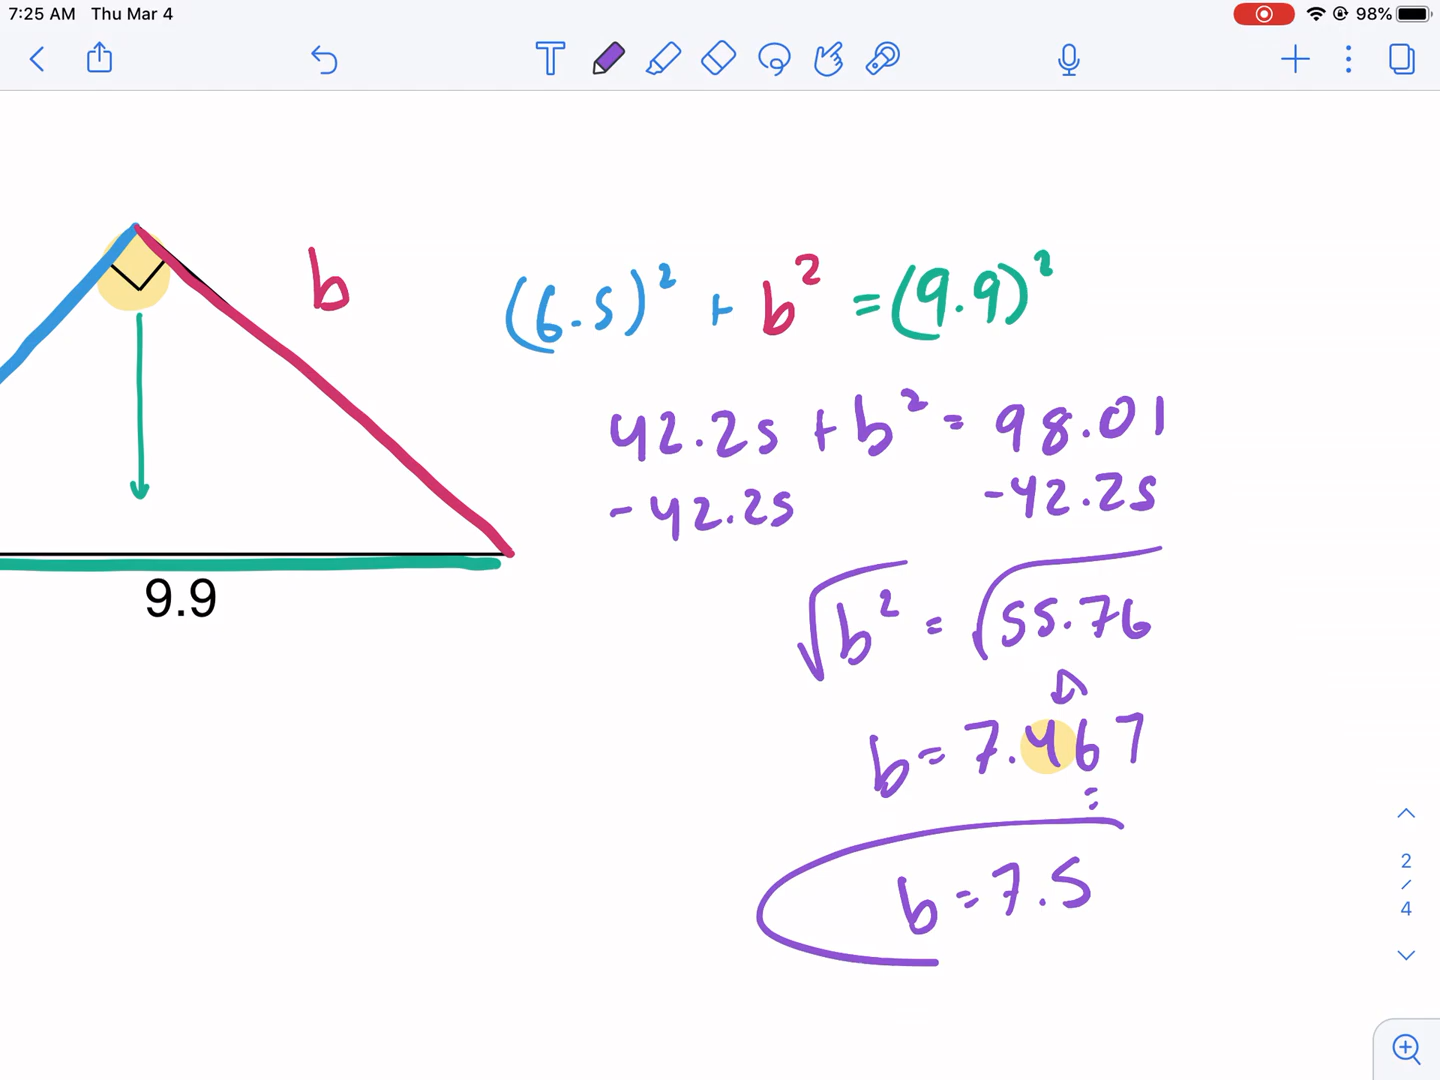 7:25 AM Thu Mar 4
98%
T
b
9.9
(6.5)² + b² = (9.9)²
42.25 + b² = 98.01
- 42.25 - 42.25
√b² = √55.76
b = 7.467
b = 7.5
2
/
4